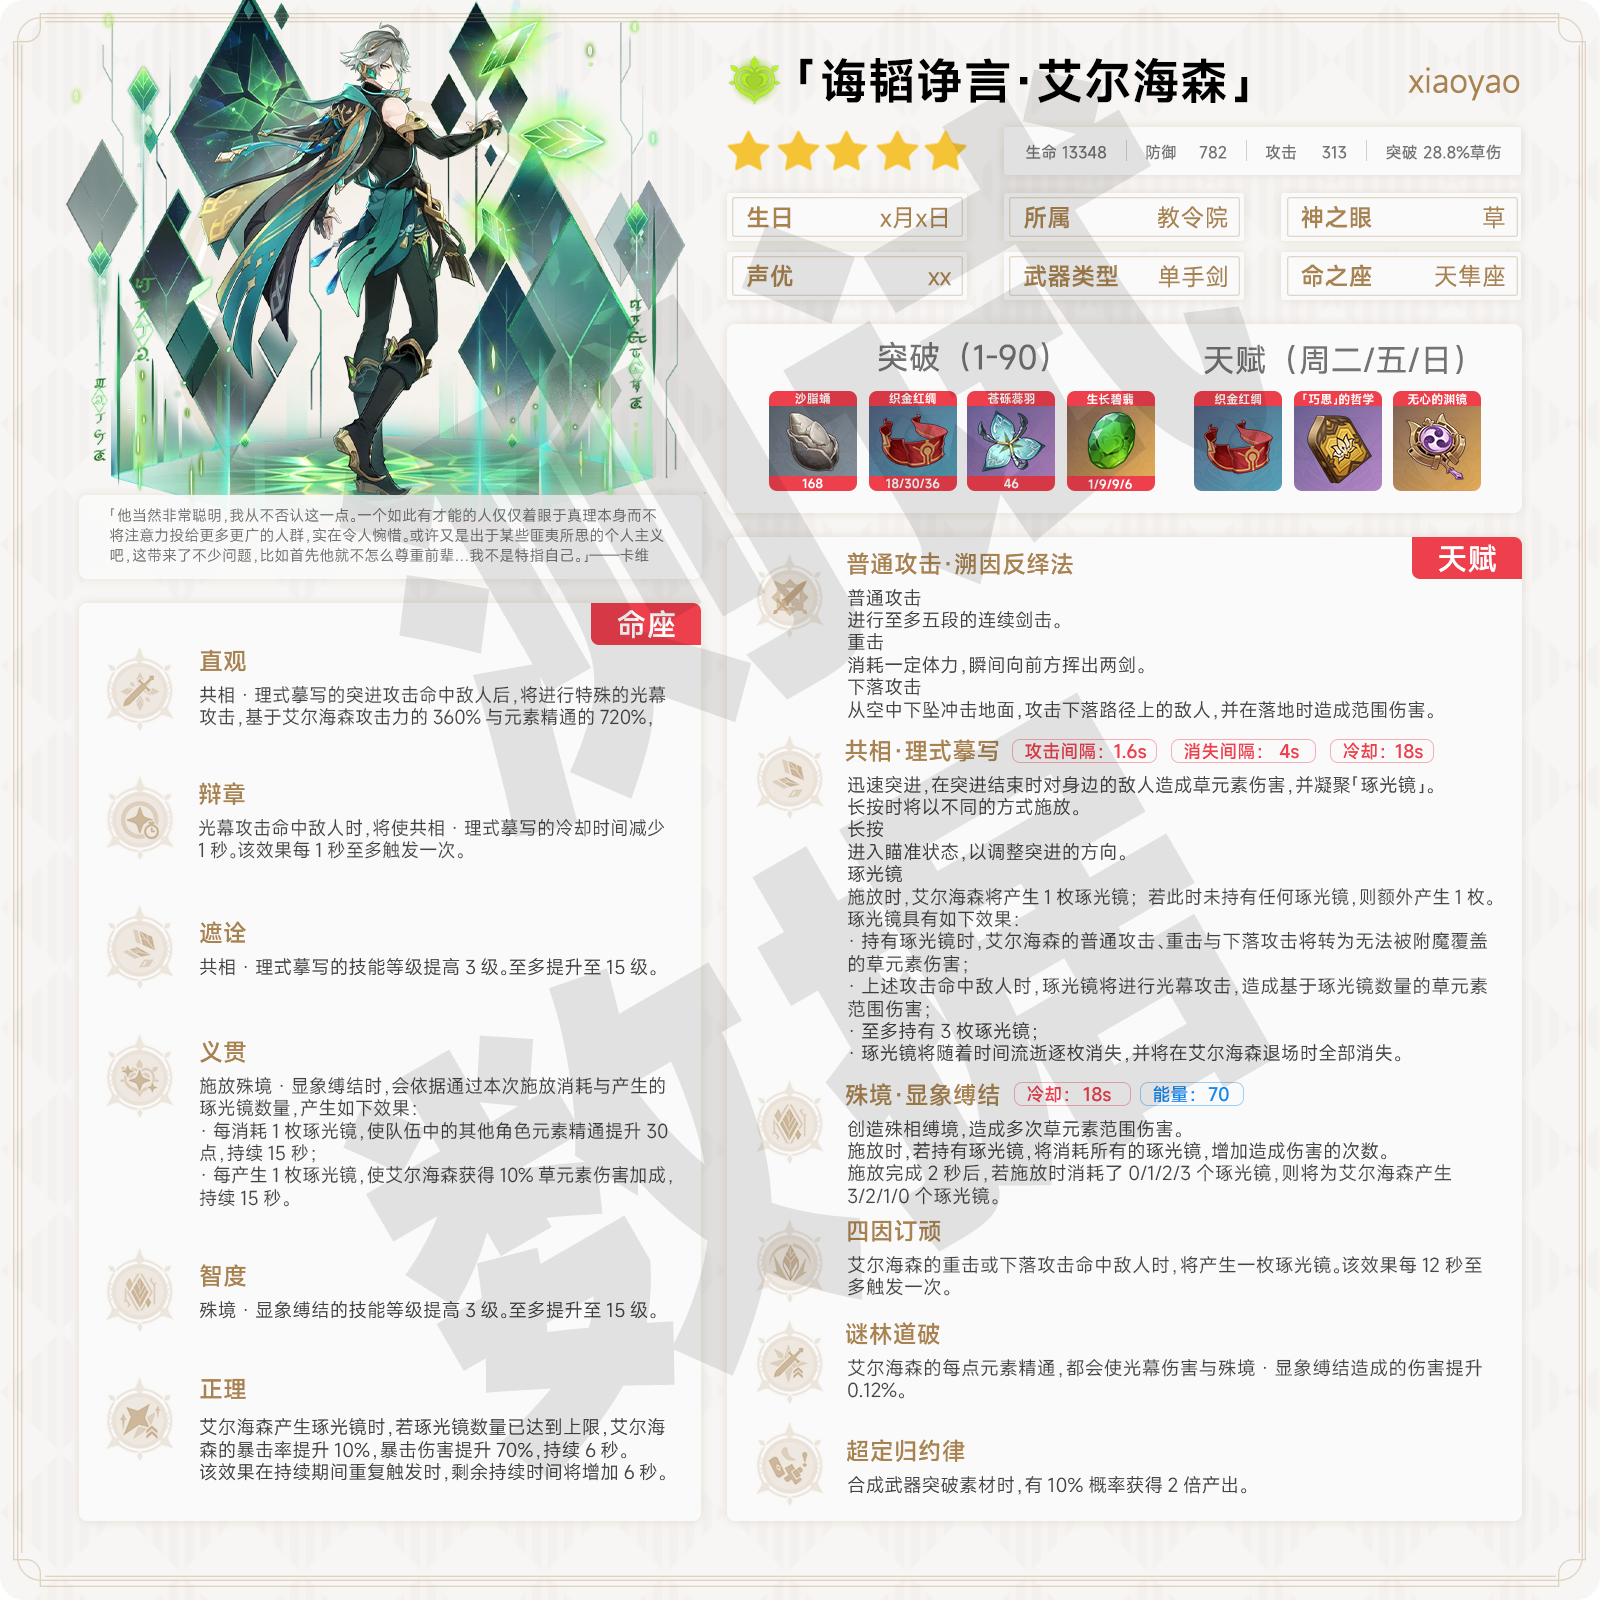 「诲韬诤言·艾尔海森」
xiaoyao
生命 13348
防御 782
攻击 313
突破 28.8%草伤
生日 x月x日
所属 教令院
神之眼 草
声优 xx
武器类型 单手剑
命之座 天隼座
突破（1-90）
沙脂蛹 168
织金红绸 18/30/36
苍砾蕊羽 46
生长碧翡 1/9/9/6
天赋（周二/五/日）
织金红绸
「巧思」的哲学
无心的渊镜
「他当然非常聪明,我从不否认这一点。一个如此有才能的人仅仅着眼于真理本身而不
将注意力投给更多更广的人群,实在令人惋惜。或许又是出于某些匪夷所思的个人主义
吧,这带来了不少问题,比如首先他就不怎么尊重前辈...我不是特指自己。」——卡维
命座
直观
共相 · 理式摹写的突进攻击命中敌人后,将进行特殊的光幕
攻击,基于艾尔海森攻击力的 360% 与元素精通的 720%,
辩章
光幕攻击命中敌人时,将使共相 · 理式摹写的冷却时间减少
1 秒。该效果每 1 秒至多触发一次。
遮诠
共相 · 理式摹写的技能等级提高 3 级。至多提升至 15 级。
义贯
施放殊境 · 显象缚结时,会依据通过本次施放消耗与产生的
琢光镜数量,产生如下效果:
· 每消耗 1 枚琢光镜,使队伍中的其他角色元素精通提升 30
点,持续 15 秒;
· 每产生 1 枚琢光镜,使艾尔海森获得 10% 草元素伤害加成,
持续 15 秒。
智度
殊境 · 显象缚结的技能等级提高 3 级。至多提升至 15 级。
正理
艾尔海森产生琢光镜时,若琢光镜数量已达到上限,艾尔海
森的暴击率提升 10%,暴击伤害提升 70%,持续 6 秒。
该效果在持续期间重复触发时,剩余持续时间将增加 6 秒。
天赋
普通攻击·溯因反绎法
普通攻击
进行至多五段的连续剑击。
重击
消耗一定体力,瞬间向前方挥出两剑。
下落攻击
从空中下坠冲击地面,攻击下落路径上的敌人,并在落地时造成范围伤害。
共相·理式摹写 攻击间隔：1.6s 消失间隔： 4s 冷却：18s
迅速突进,在突进结束时对身边的敌人造成草元素伤害,并凝聚「琢光镜」。
长按时将以不同的方式施放。
长按
进入瞄准状态,以调整突进的方向。
琢光镜
施放时,艾尔海森将产生 1 枚琢光镜；若此时未持有任何琢光镜,则额外产生 1 枚。
琢光镜具有如下效果:
· 持有琢光镜时,艾尔海森的普通攻击、重击与下落攻击将转为无法被附魔覆盖
的草元素伤害;
· 上述攻击命中敌人时,琢光镜将进行光幕攻击,造成基于琢光镜数量的草元素
范围伤害;
· 至多持有 3 枚琢光镜;
· 琢光镜将随着时间流逝逐枚消失,并将在艾尔海森退场时全部消失。
殊境·显象缚结 冷却：18s 能量：70
创造殊相缚境,造成多次草元素范围伤害。
施放时,若持有琢光镜,将消耗所有的琢光镜,增加造成伤害的次数。
施放完成 2 秒后,若施放时消耗了 0/1/2/3 个琢光镜,则将为艾尔海森产生
3/2/1/0 个琢光镜。
四因订顽
艾尔海森的重击或下落攻击命中敌人时,将产生一枚琢光镜。该效果每 12 秒至
多触发一次。
谜林道破
艾尔海森的每点元素精通,都会使光幕伤害与殊境 · 显象缚结造成的伤害提升
0.12%。
超定归约律
合成武器突破素材时,有 10% 概率获得 2 倍产出。
测试
数据